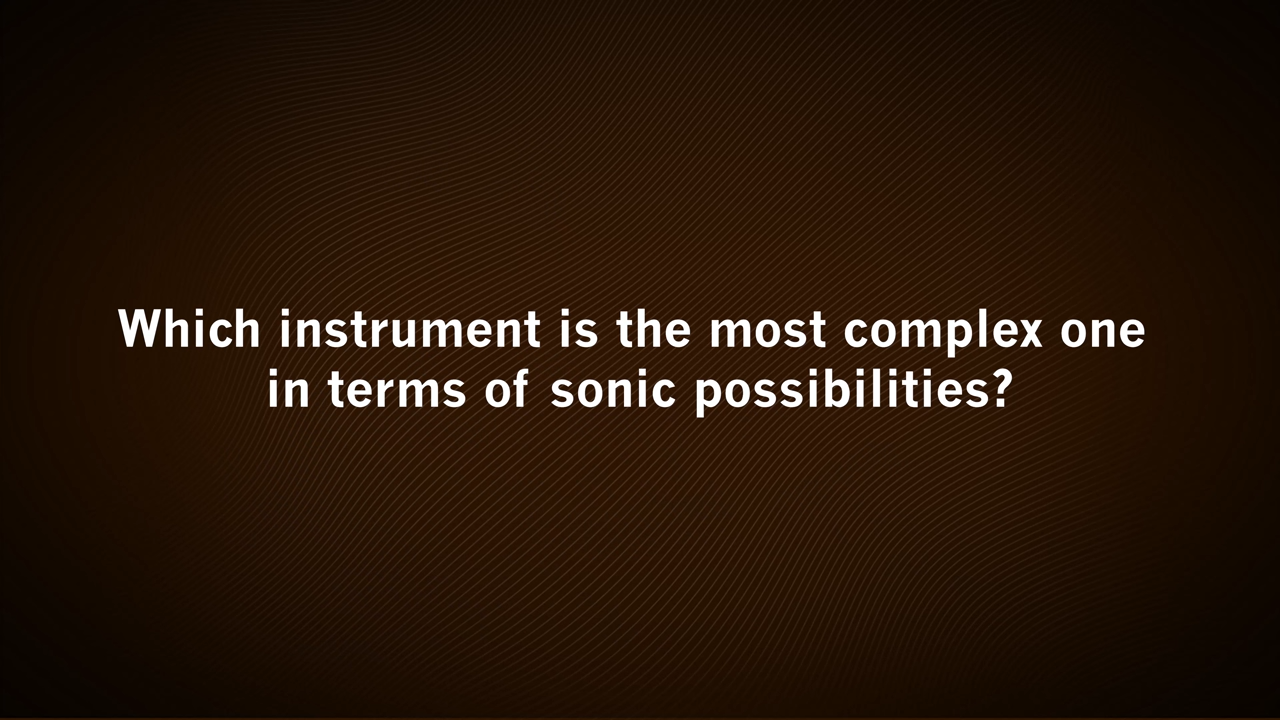 Which instrument is the most complex one
in terms of sonic possibilities?